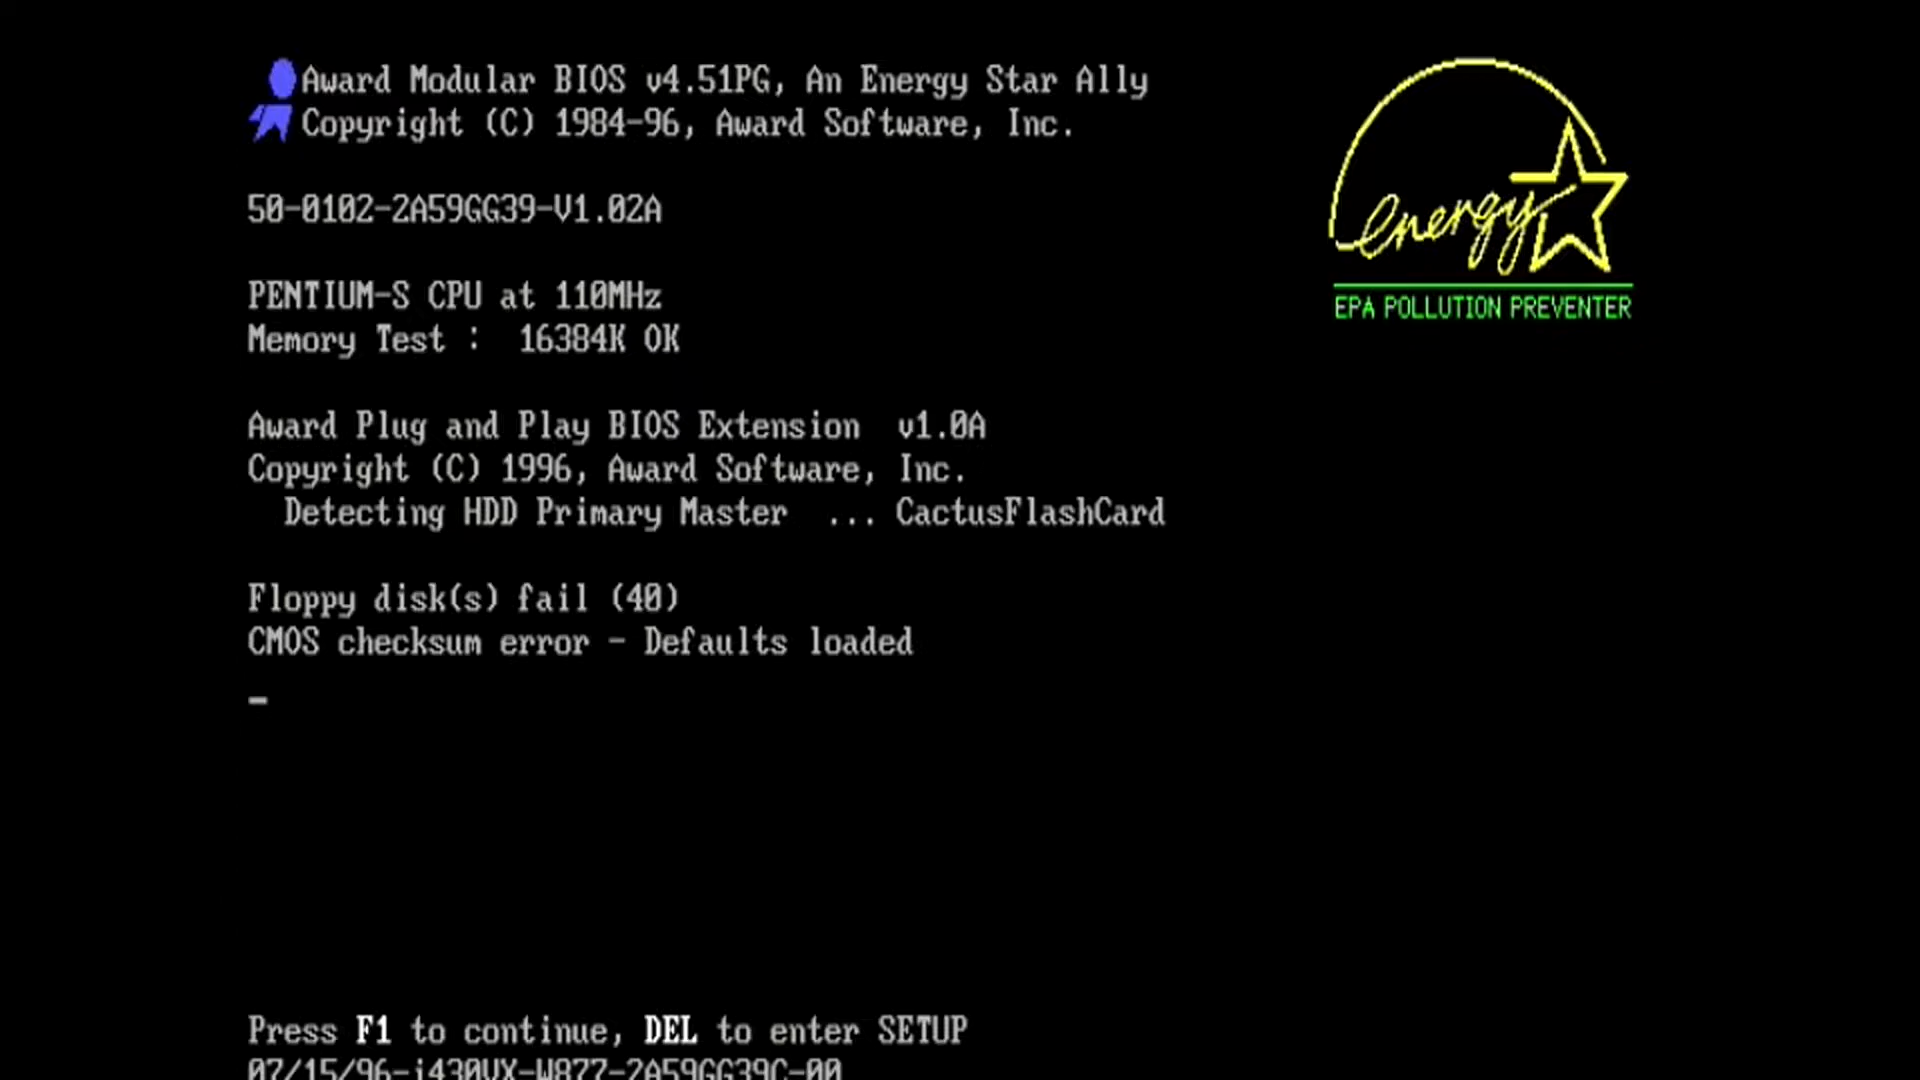 Award Modular BIOS v4.51PG, An Energy Star Ally
Copyright (C) 1984-96, Award Software, Inc.
energy
EPA POLLUTION PREVENTER
50-0102-2A59GG39-V1.02A
PENTIUM-S CPU at 110MHz
Memory Test :  16384K OK
Award Plug and Play BIOS Extension  v1.0A
Copyright (C) 1996, Award Software, Inc.
Detecting HDD Primary Master  ... CactusFlashCard
Floppy disk(s) fail (40)
CMOS checksum error - Defaults loaded
Press F1 to continue, DEL to enter SETUP
07/15/96-i430VX-W877-2A59GG39C-00